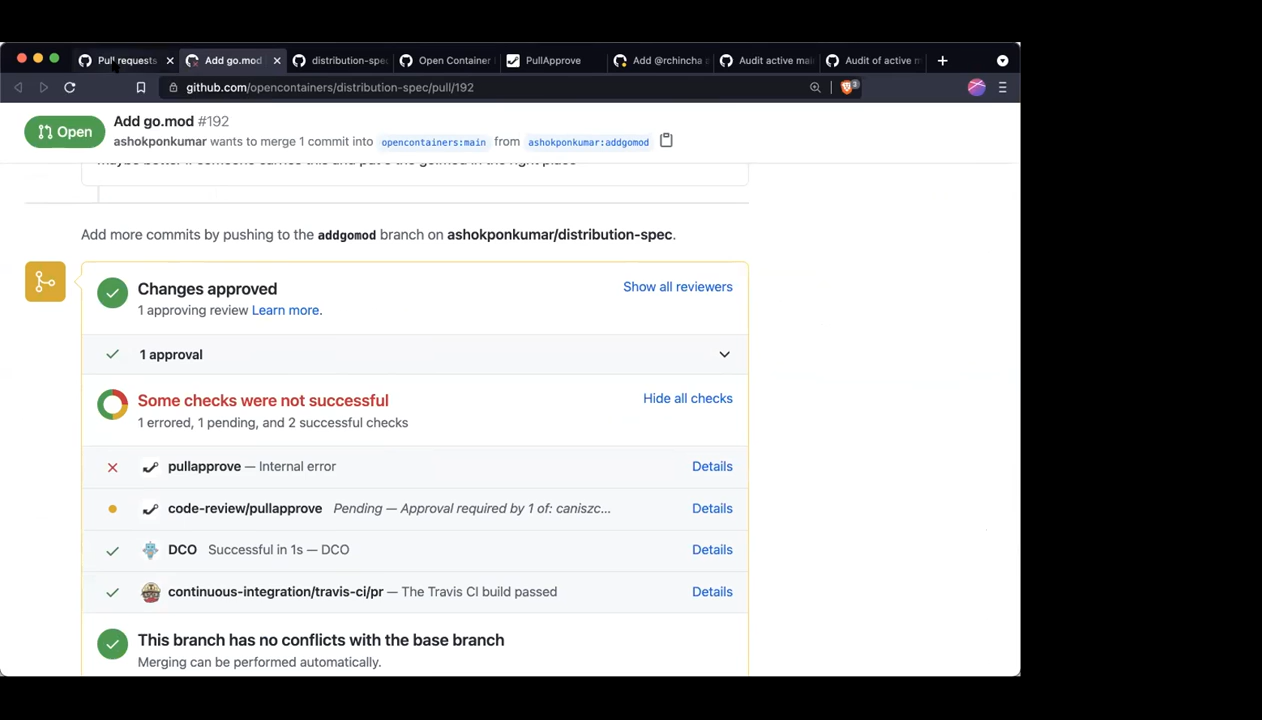 Pull requests
Add go.mod
distribution-spec
Open Container
PullApprove
Add @rchincha
Audit active mai
Audit of active m
github.com/opencontainers/distribution-spec/pull/192
3
Open
Add go.mod #192
ashokponkumar wants to merge 1 commit into opencontainers:main from ashokponkumar:addgomod
Add more commits by pushing to the addgomod branch on ashokponkumar/distribution-spec.
Changes approved
Show all reviewers
1 approving review Learn more.
1 approval
Some checks were not successful
Hide all checks
1 errored, 1 pending, and 2 successful checks
pullapprove — Internal error
Details
code-review/pullapprove Pending — Approval required by 1 of: caniszc...
Details
DCO Successful in 1s — DCO
Details
continuous-integration/travis-ci/pr — The Travis CI build passed
Details
This branch has no conflicts with the base branch
Merging can be performed automatically.